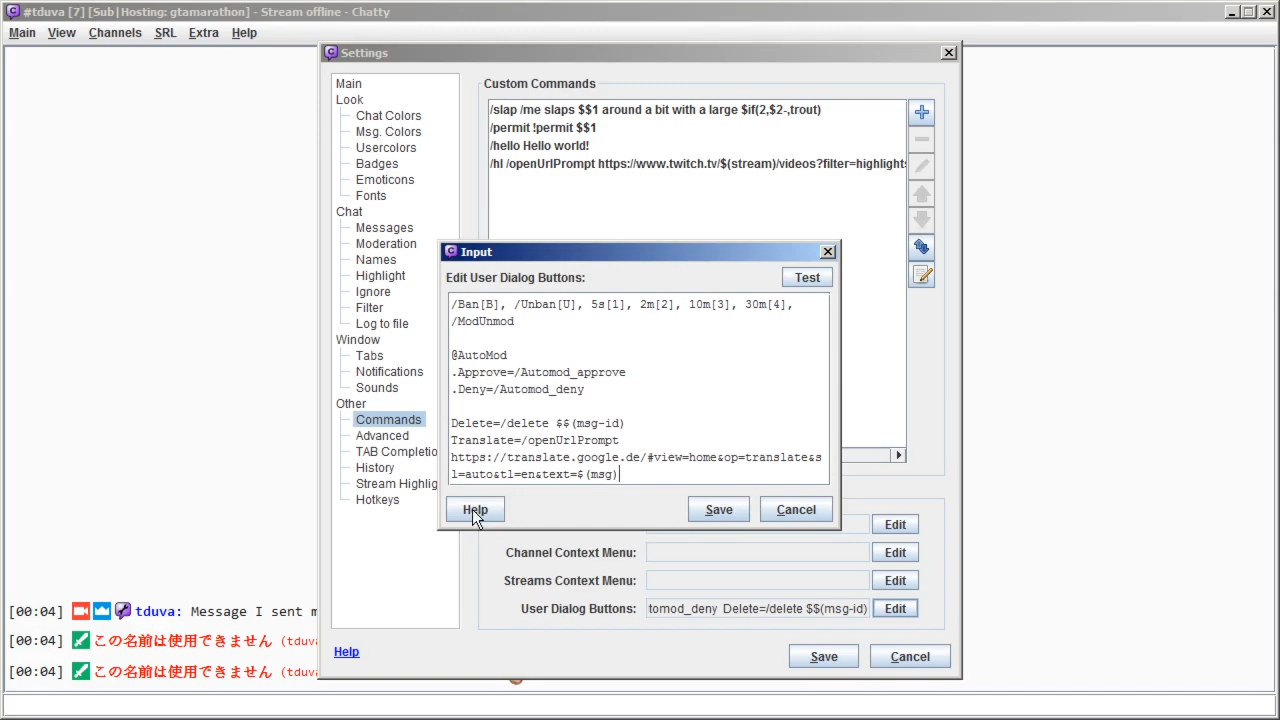 #tduva [7] [Sub|Hosting: gtamarathon] - Stream offline - Chatty
Main View Channels SRL Extra Help
Settings
Main
Look
Chat Colors
Msg. Colors
Usercolors
Badges
Emoticons
Fonts
Chat
Messages
Moderation
Names
Highlight
Ignore
Filter
Log to file
Window
Tabs
Notifications
Sounds
Other
Commands
Advanced
TAB Completio
History
Stream Highlig
Hotkeys
Help
Custom Commands
/slap /me slaps $$1 around a bit with a large $if(2,$2-,trout)
/permit !permit $$1
/hello Hello world!
/hl /openUrlPrompt https://www.twitch.tv/$(stream)/videos?filter=highlights
Input
Edit User Dialog Buttons:
Test
/Ban[B], /Unban[U], 5s[1], 2m[2], 10m[3], 30m[4],
/ModUnmod
@AutoMod
.Approve=/Automod_approve
.Deny=/Automod_deny
Delete=/delete $$(msg-id)
Translate=/openUrlPrompt
https://translate.google.de/#view=home&op=translate&s
l=auto&tl=en&text=$(msg)
Help Save Cancel
Edit
Channel Context Menu: Edit
Streams Context Menu: Edit
User Dialog Buttons: tomod_deny Delete=/delete $$(msg-id) Edit
Save Cancel
[00:04] tduva: Message I sent m
[00:04] この名前は使用できません (tduv
[00:04] この名前は使用できません (tduv